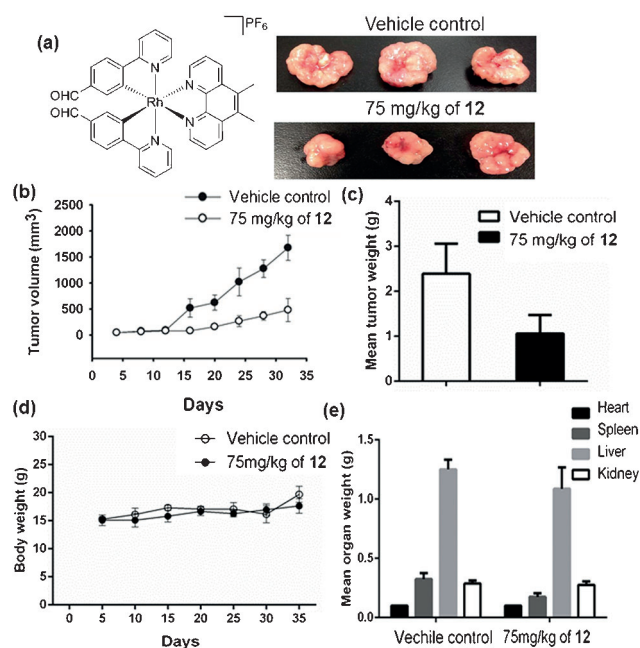 (a)
]PF6
N
OHC
N
Rh
OHC
N
N
Vehicle control
75 mg/kg of 12
(b)
Vehicle control
75 mg/kg of 12
Tumor volume (mm3)
2500
2000
1500
1000
500
0
0 5 10 15 20 25 30 35
Days
(c)
Vehicle control
75 mg/kg of 12
Mean tumor weight (g)
4
3
2
1
0
(d)
Vehicle control
75mg/kg of 12
Body weight (g)
30
25
20
15
10
5
0
0 5 10 15 20 25 30 35
Days
(e)
Heart
Spleen
Liver
Kidney
Mean organ weight (g)
1.5
1.0
0.5
0.0
Vechile control 75mg/kg of 12